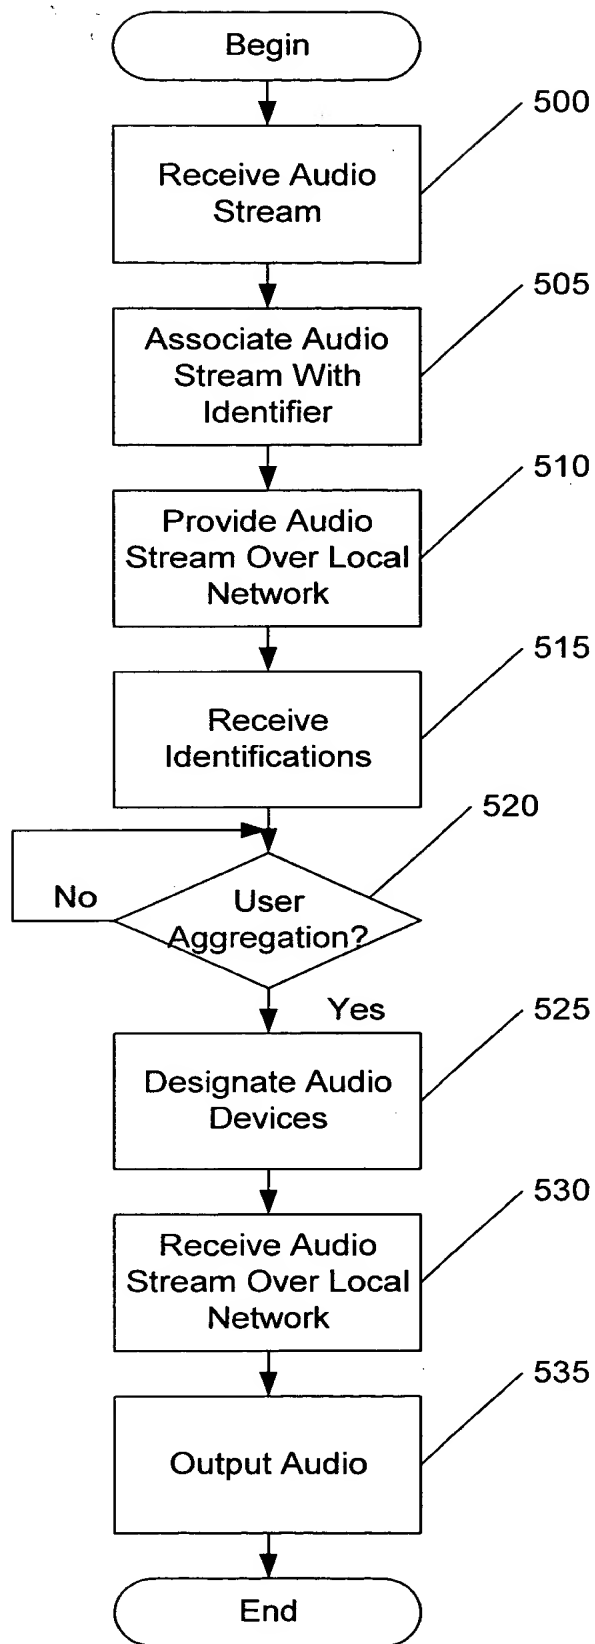 Begin
500
Receive Audio
Stream
505
Associate Audio
Stream With
Identifier
510
Provide Audio
Stream Over Local
Network
515
Receive
Identifications
520
No
User
Aggregation?
Yes
525
Designate Audio
Devices
530
Receive Audio
Stream Over Local
Network
535
Output Audio
End